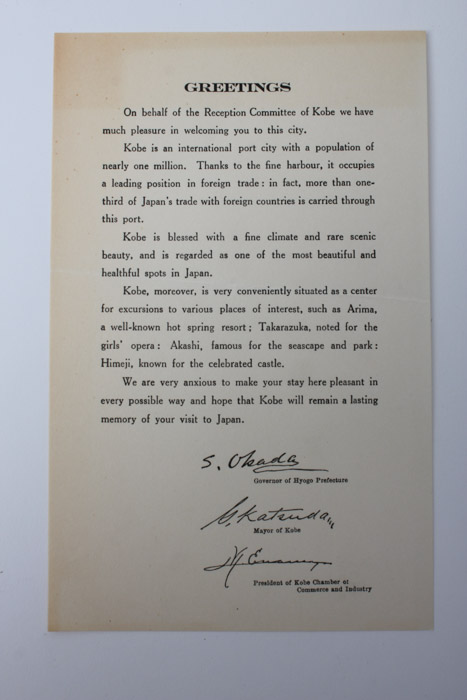 GREETINGS
On behalf of the Reception Committee of Kobe we have
much pleasure in welcoming you to this city.
Kobe is an international port city with a population of
nearly one million. Thanks to the fine harbour, it occupies
a leading position in foreign trade : in fact, more than one-
third of Japan's trade with foreign countries is carried through
this port.
Kobe is blessed with a fine climate and rare scenic
beauty, and is regarded as one of the most beautiful and
healthful spots in Japan.
Kobe, moreover, is very conveniently situated as a center
for excursions to various places of interest, such as Arima,
a well-known hot spring resort ; Takarazuka, noted for the
girls' opera : Akashi, famous for the seascape and park :
Himeji, known for the celebrated castle.
We are very anxious to make your stay here pleasant in
every possible way and hope that Kobe will remain a lasting
memory of your visit to Japan.
S. Okada
Governor of Hyogo Prefecture
Katsuda
Mayor of Kobe
President of Kobe Chamber of
Commerce and Industry